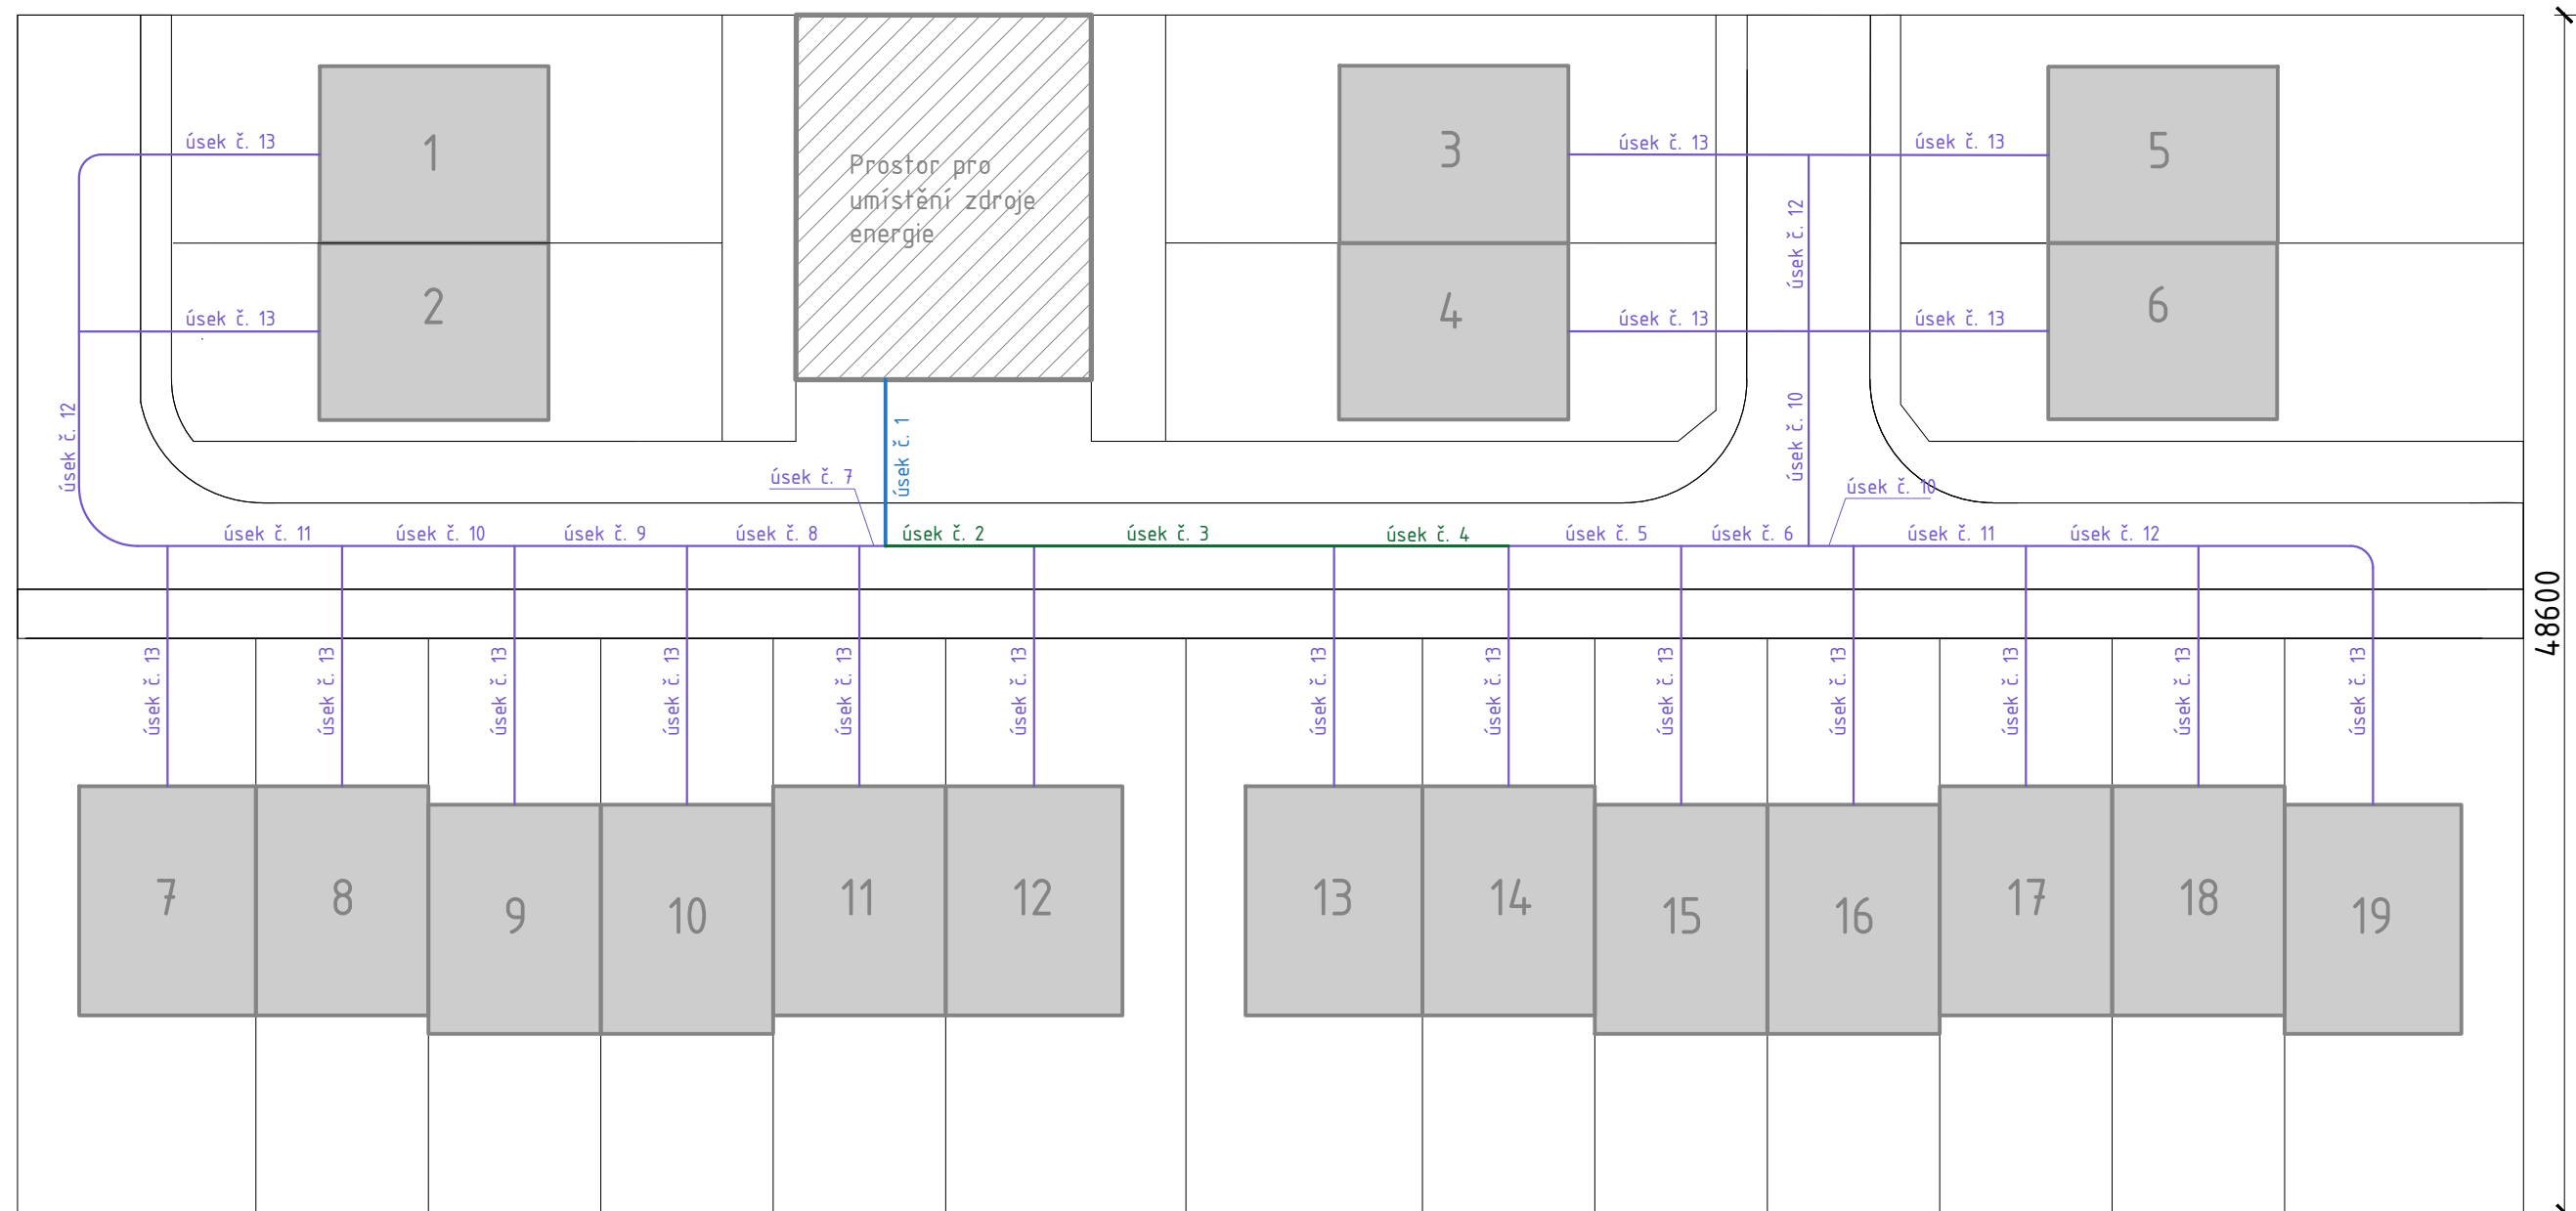 úsek č. 13
1
Prostor pro
umístění zdroje
energie
3
úsek č. 13
úsek č. 13
5
úsek č. 12
úsek č. 13
2
4
úsek č. 13
úsek č. 13
6
úsek č. 12
úsek č. 1
úsek č. 10
úsek č. 7
úsek č. 10
úsek č. 11
úsek č. 10
úsek č. 9
úsek č. 8
úsek č. 2
úsek č. 3
úsek č. 4
úsek č. 5
úsek č. 6
úsek č. 11
úsek č. 12
48600
úsek č. 13
úsek č. 13
úsek č. 13
úsek č. 13
úsek č. 13
úsek č. 13
úsek č. 13
úsek č. 13
úsek č. 13
úsek č. 13
úsek č. 13
úsek č. 13
úsek č. 13
7
8
9
10
11
12
13
14
15
16
17
18
19